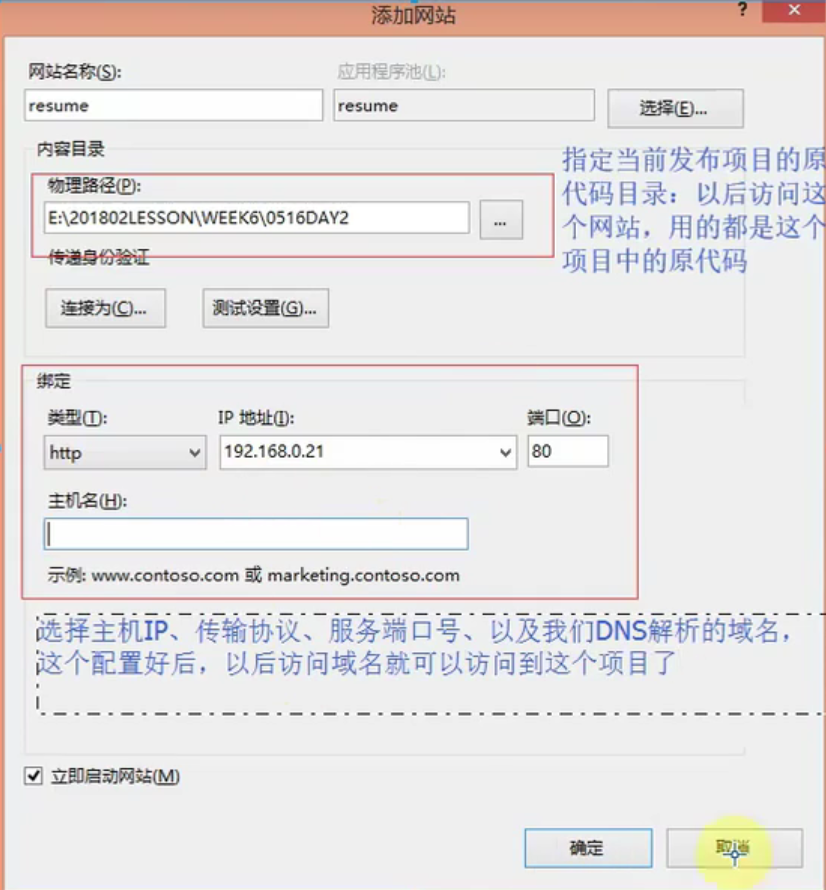 添加网站
?
网站名称(S):
应用程序池(L):
resume
resume
选择(E)...
内容目录
物理路径(P):
E:\201802LESSON\WEEK6\0516DAY2
...
指定当前发布项目的原
代码目录：以后访问这
个网站，用的都是这个
项目中的原代码
传递身份验证
连接为(C)...
测试设置(G)...
绑定
类型(T):
IP 地址(I):
端口(O):
http
192.168.0.21
80
主机名(H):
示例: www.contoso.com 或 marketing.contoso.com
选择主机IP、传输协议、服务端口号、以及我们DNS解析的域名，
这个配置好后，以后访问域名就可以访问到这个项目了
立即启动网站(M)
确定
取消